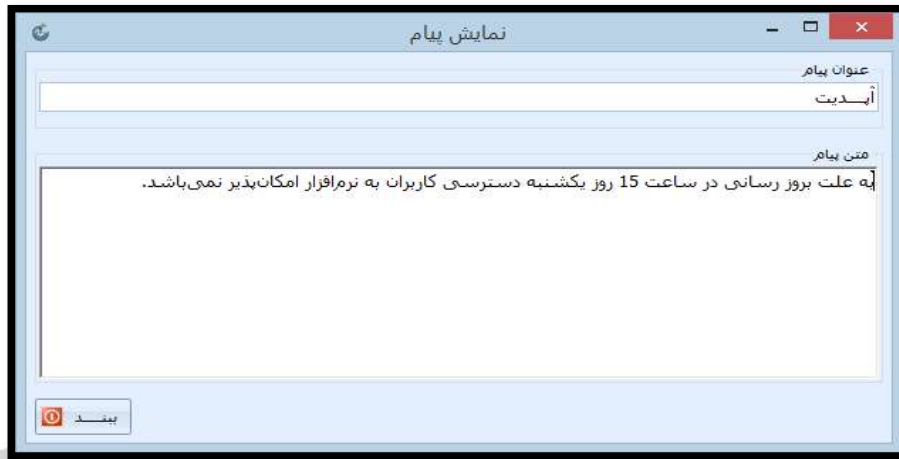 نمایش پیام
عنوان پیام
آپـــدیت
متن پیام
به علت بروز رسانی در ساعت 15 روز یکشنبه دسترسی کاربران به نرم‌افزار امکان‌پذیر نمی‌باشد.
ببنـــد